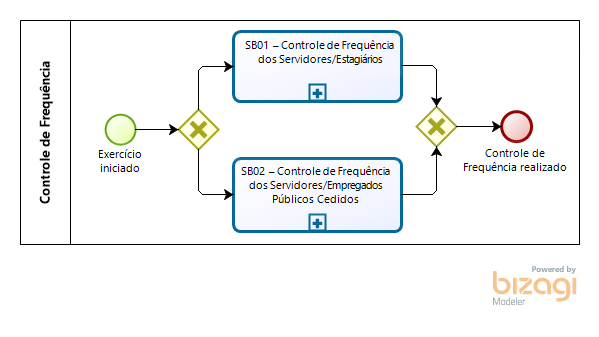 Controle de Frequência
SB01 – Controle de Frequência
dos Servidores/Estagiários
Exercício
iniciado
SB02 – Controle de Frequência
dos Servidores/Empregados
Públicos Cedidos
Controle de
Frequência realizado
Powered by
bizagi
Modeler